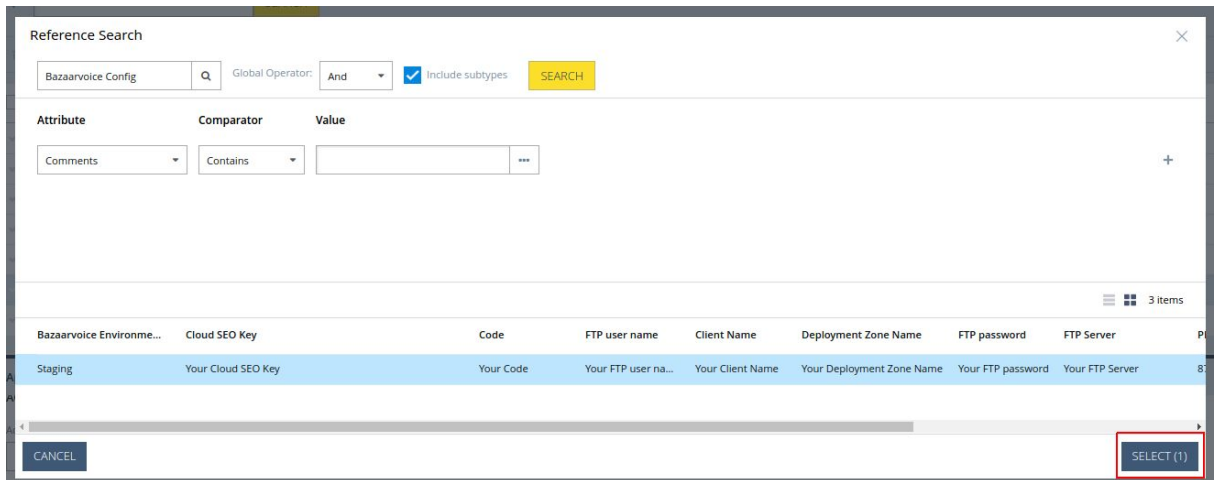 Reference Search
Bazaarvoice Config Global Operator: And Include subtypes SEARCH
Attribute Comparator Value
Comments Contains
3 items
Bazaarvoice Environme... Cloud SEO Key Code FTP user name Client Name Deployment Zone Name FTP password FTP Server
Staging Your Cloud SEO Key Your Code Your FTP user na... Your Client Name Your Deployment Zone Name Your FTP password Your FTP Server
CANCEL SELECT (1)